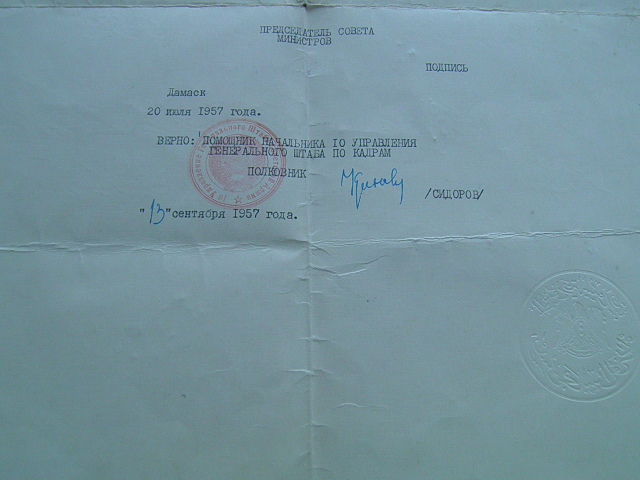 ПРЕДСЕДАТЕЛЬ СОВЕТА
МИНИСТРОВ
ПОДПИСЬ
Дамаск
20 июля 1957 года.
ВЕРНО: ПОМОЩНИК НАЧАЛЬНИКА IO УПРАВЛЕНИЯ
ГЕНЕРАЛЬНОГО ШТАБА ПО КАДРАМ
ПОЛКОВНИК
/СИДОРОВ/
"13"сентября 1957 года.